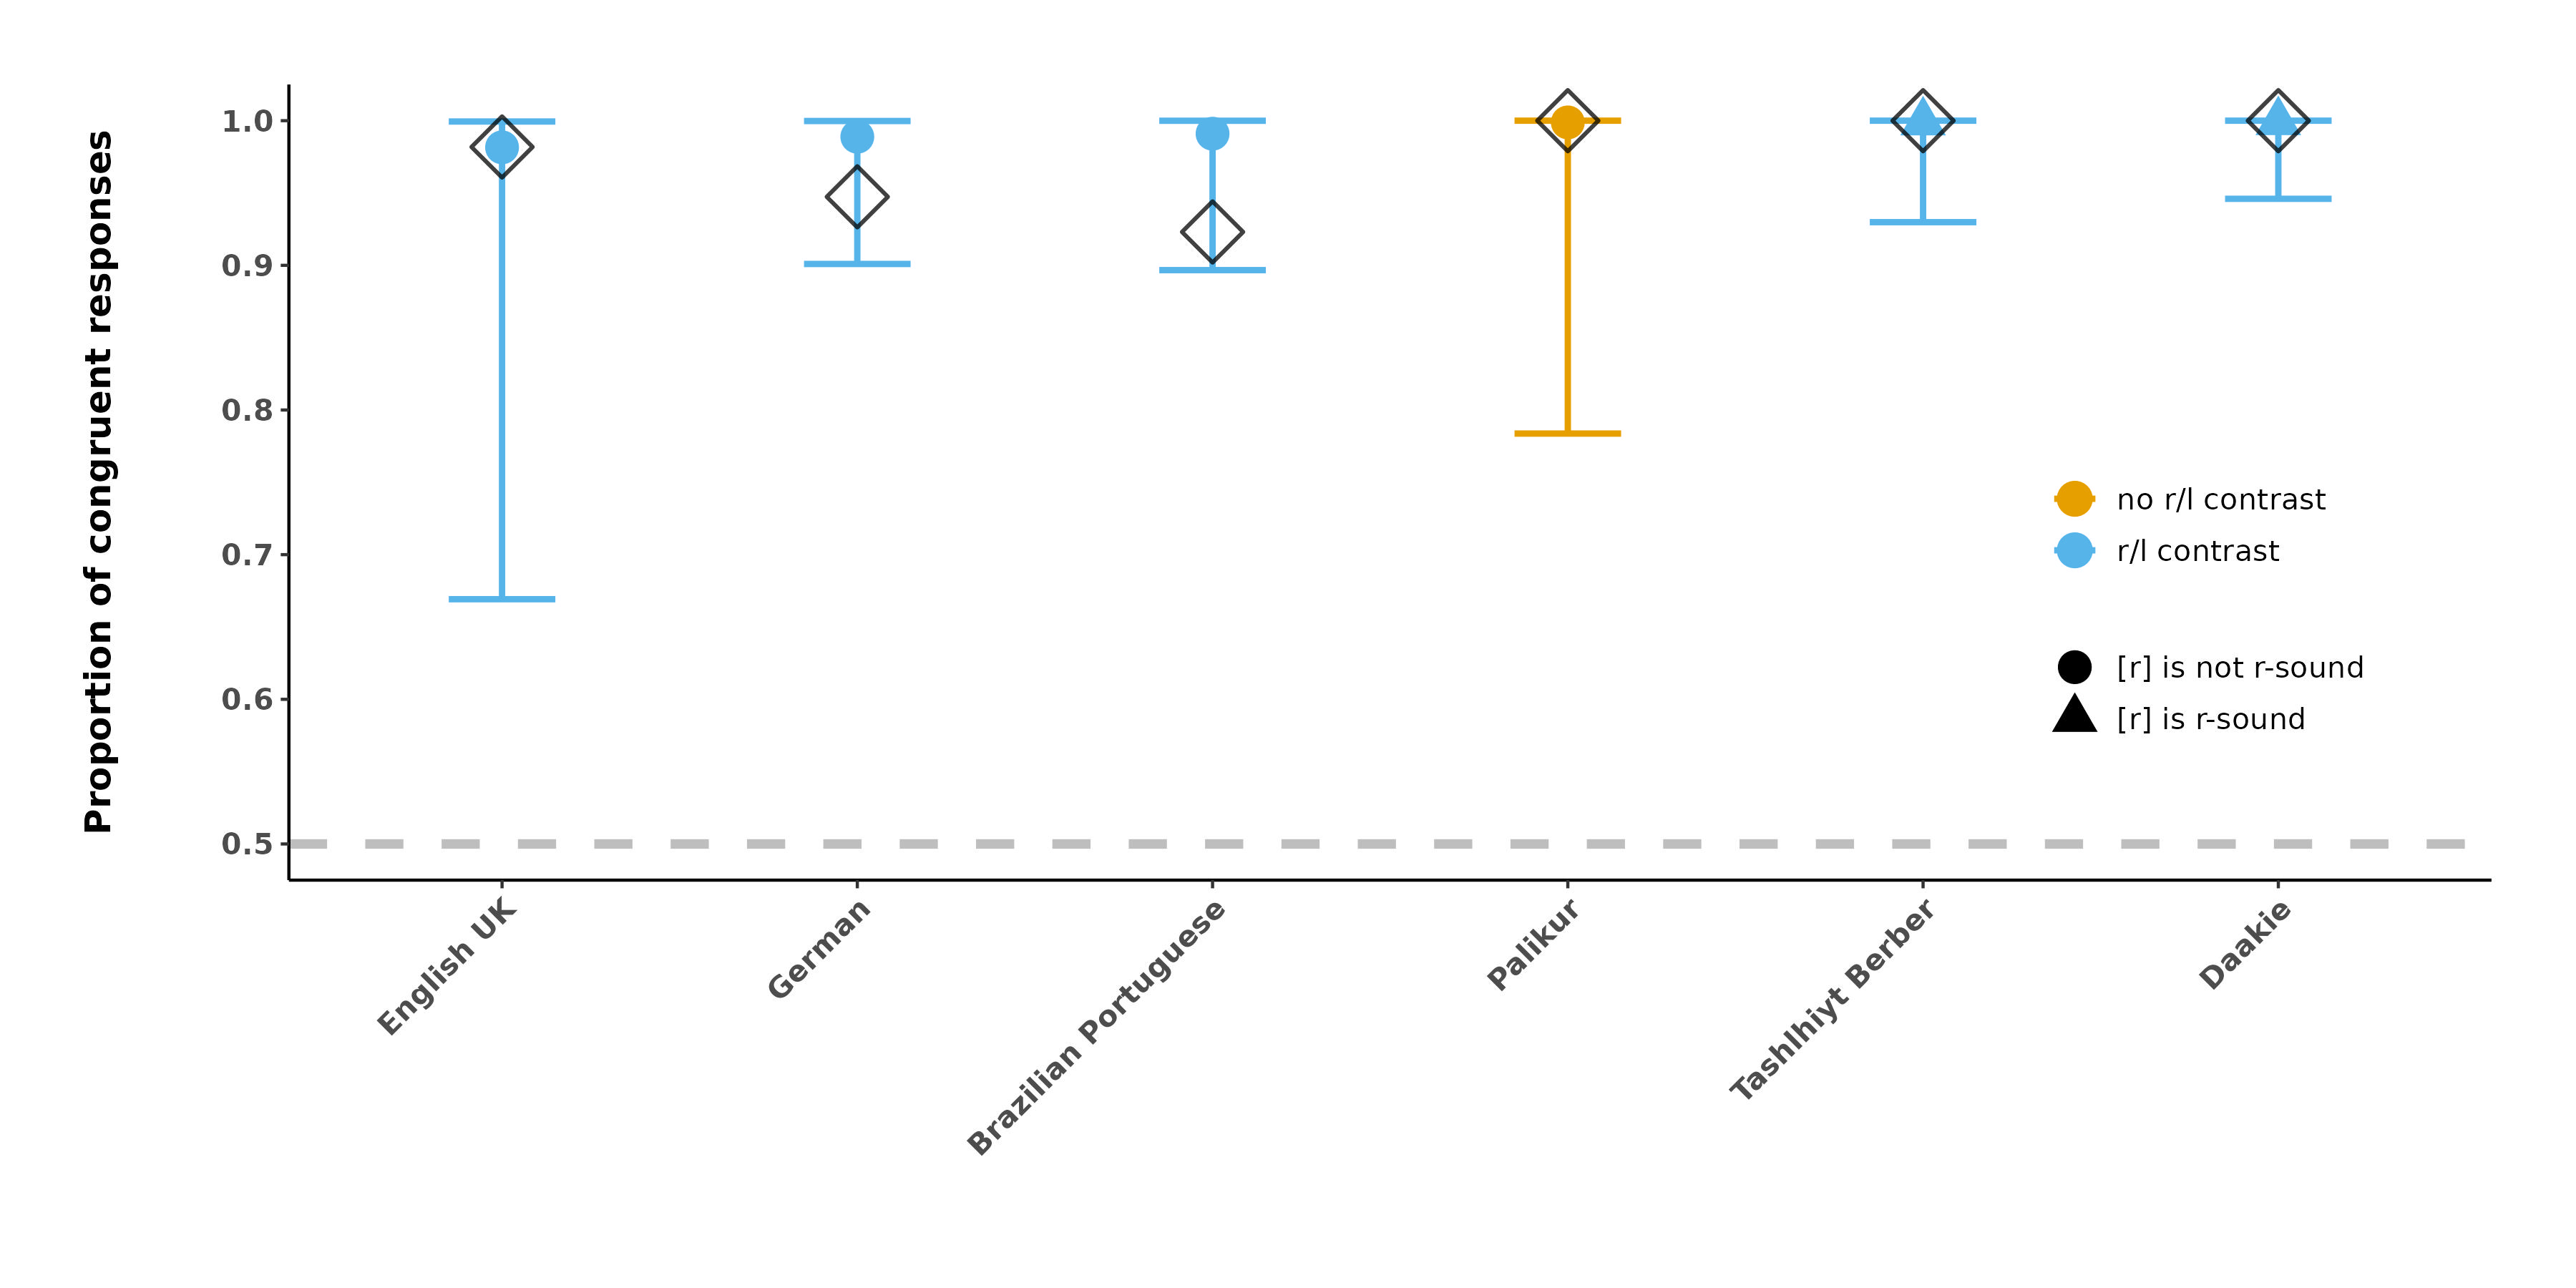 Proportion of congruent responses
1.0
0.9
0.8
0.7
0.6
0.5
no r/l contrast
r/l contrast
[r] is not r-sound
[r] is r-sound
English UK
German
Brazilian Portuguese
Palikur
Tashlhiyt Berber
Daakie